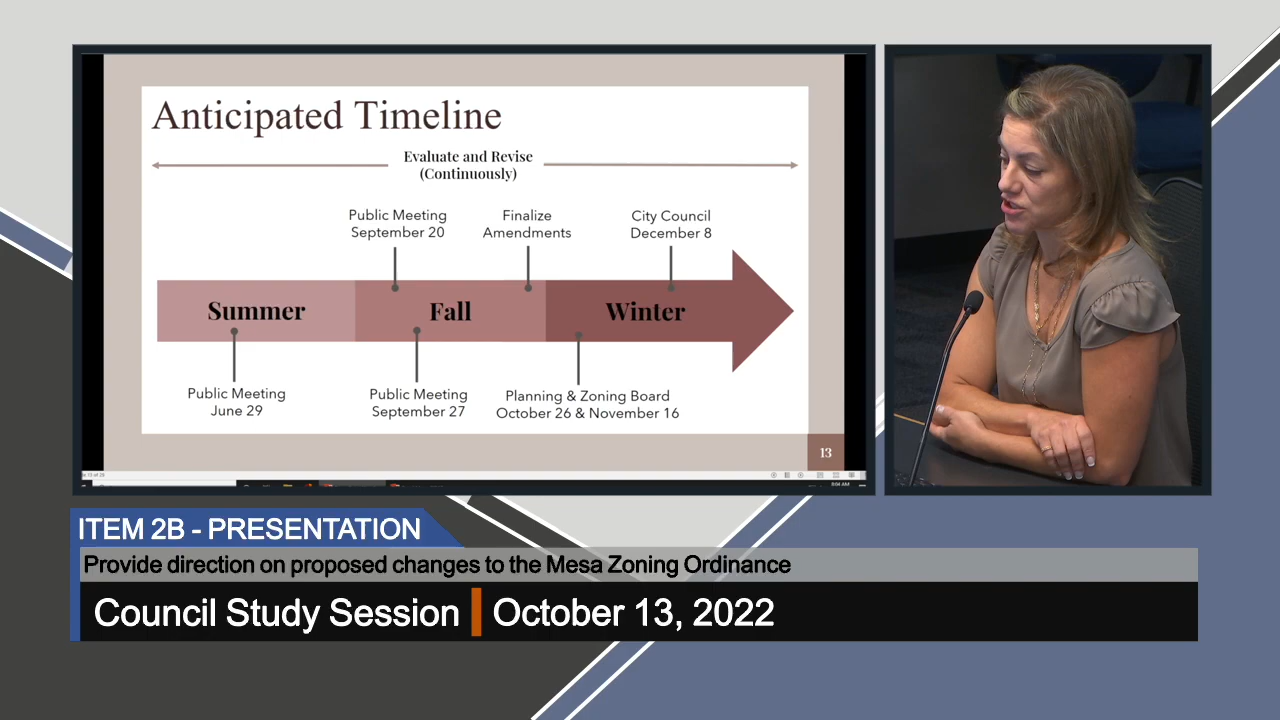 Anticipated Timeline
Evaluate and Revise
(Continuously)
Public Meeting
September 20
Finalize
Amendments
City Council
December 8
Summer
Fall
Winter
Public Meeting
June 29
Public Meeting
September 27
Planning & Zoning Board
October 26 & November 16
13
ITEM 2B - PRESENTATION
Provide direction on proposed changes to the Mesa Zoning Ordinance
Council Study Session
October 13, 2022